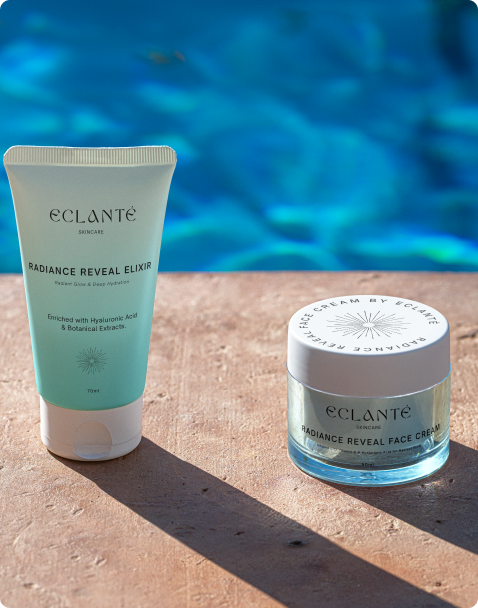 ECLANTÉ
SKINCARE
RADIANCE REVEAL ELIXIR
Radiant Glow & Deep Hydration
Enriched with Hyaluronic Acid
& Botanical Extracts.
70ml
RADIANCE REVEAL FACE CREAM BY ECLANTÉ
ECLANTÉ
SKINCARE
RADIANCE REVEAL FACE CREAM